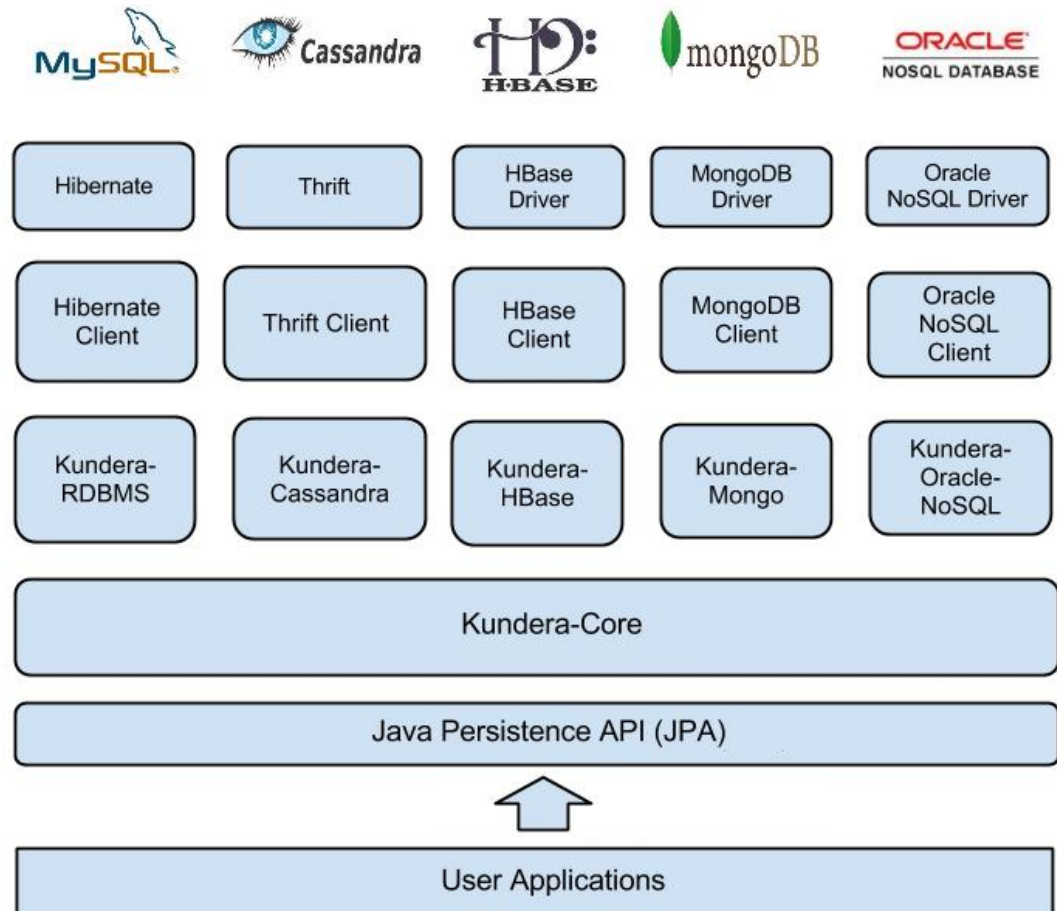 MySQL®
Cassandra
HBASE
mongoDB
ORACLE®
NOSQL DATABASE
Hibernate
Thrift
HBase
Driver
MongoDB
Driver
Oracle
NoSQL Driver
Hibernate
Client
Thrift Client
HBase
Client
MongoDB
Client
Oracle
NoSQL
Client
Kundera-
RDBMS
Kundera-
Cassandra
Kundera-
HBase
Kundera-
Mongo
Kundera-
Oracle-
NoSQL
Kundera-Core
Java Persistence API (JPA)
User Applications